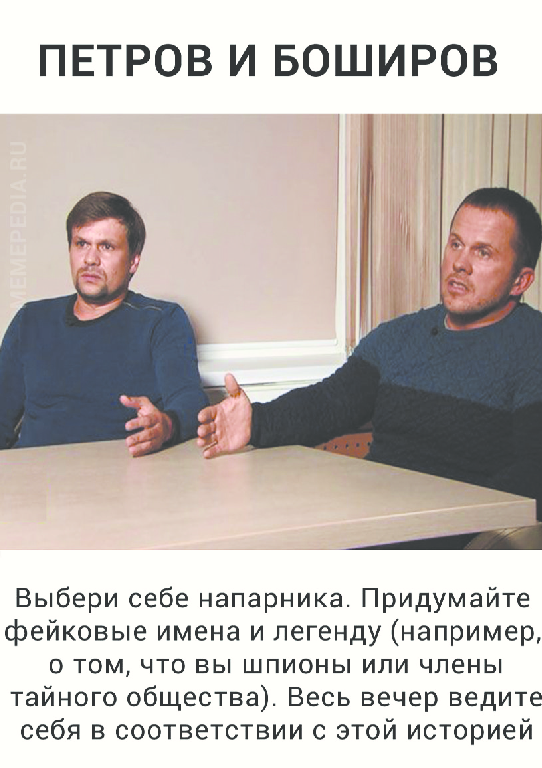 ПЕТРОВ И БОШИРОВ
MEMEPEDIA.RU
Выбери себе напарника. Придумайте
фейковые имена и легенду (например,
о том, что вы шпионы или члены
тайного общества). Весь вечер ведите
себя в соответствии с этой историей